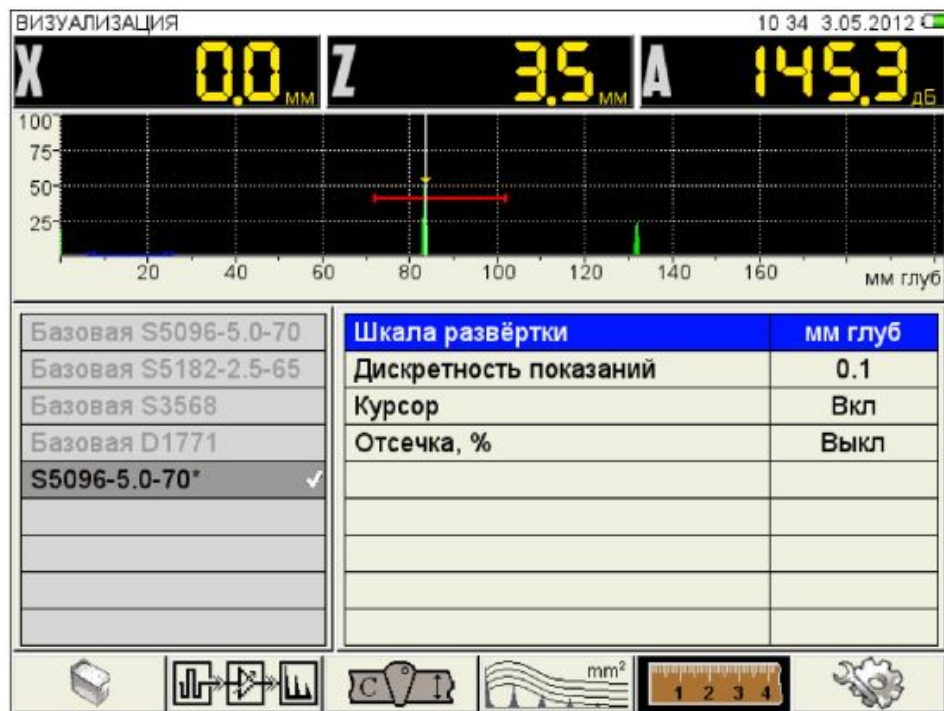 ВИЗУАЛИЗАЦИЯ 10 34 3.05.2012
X 0.0 мм Z 3.5 мм A 145.3 дБ
100
75
50
25
20 40 60 80 100 120 140 160 мм глуб
Базовая S5096-5.0-70
Базовая S5182-2.5-65
Базовая S3568
Базовая D1771
S5096-5.0-70*
Шкала развёртки мм глуб
Дискретность показаний 0.1
Курсор Вкл
Отсечка, % Выкл
C mm² 1 2 3 4